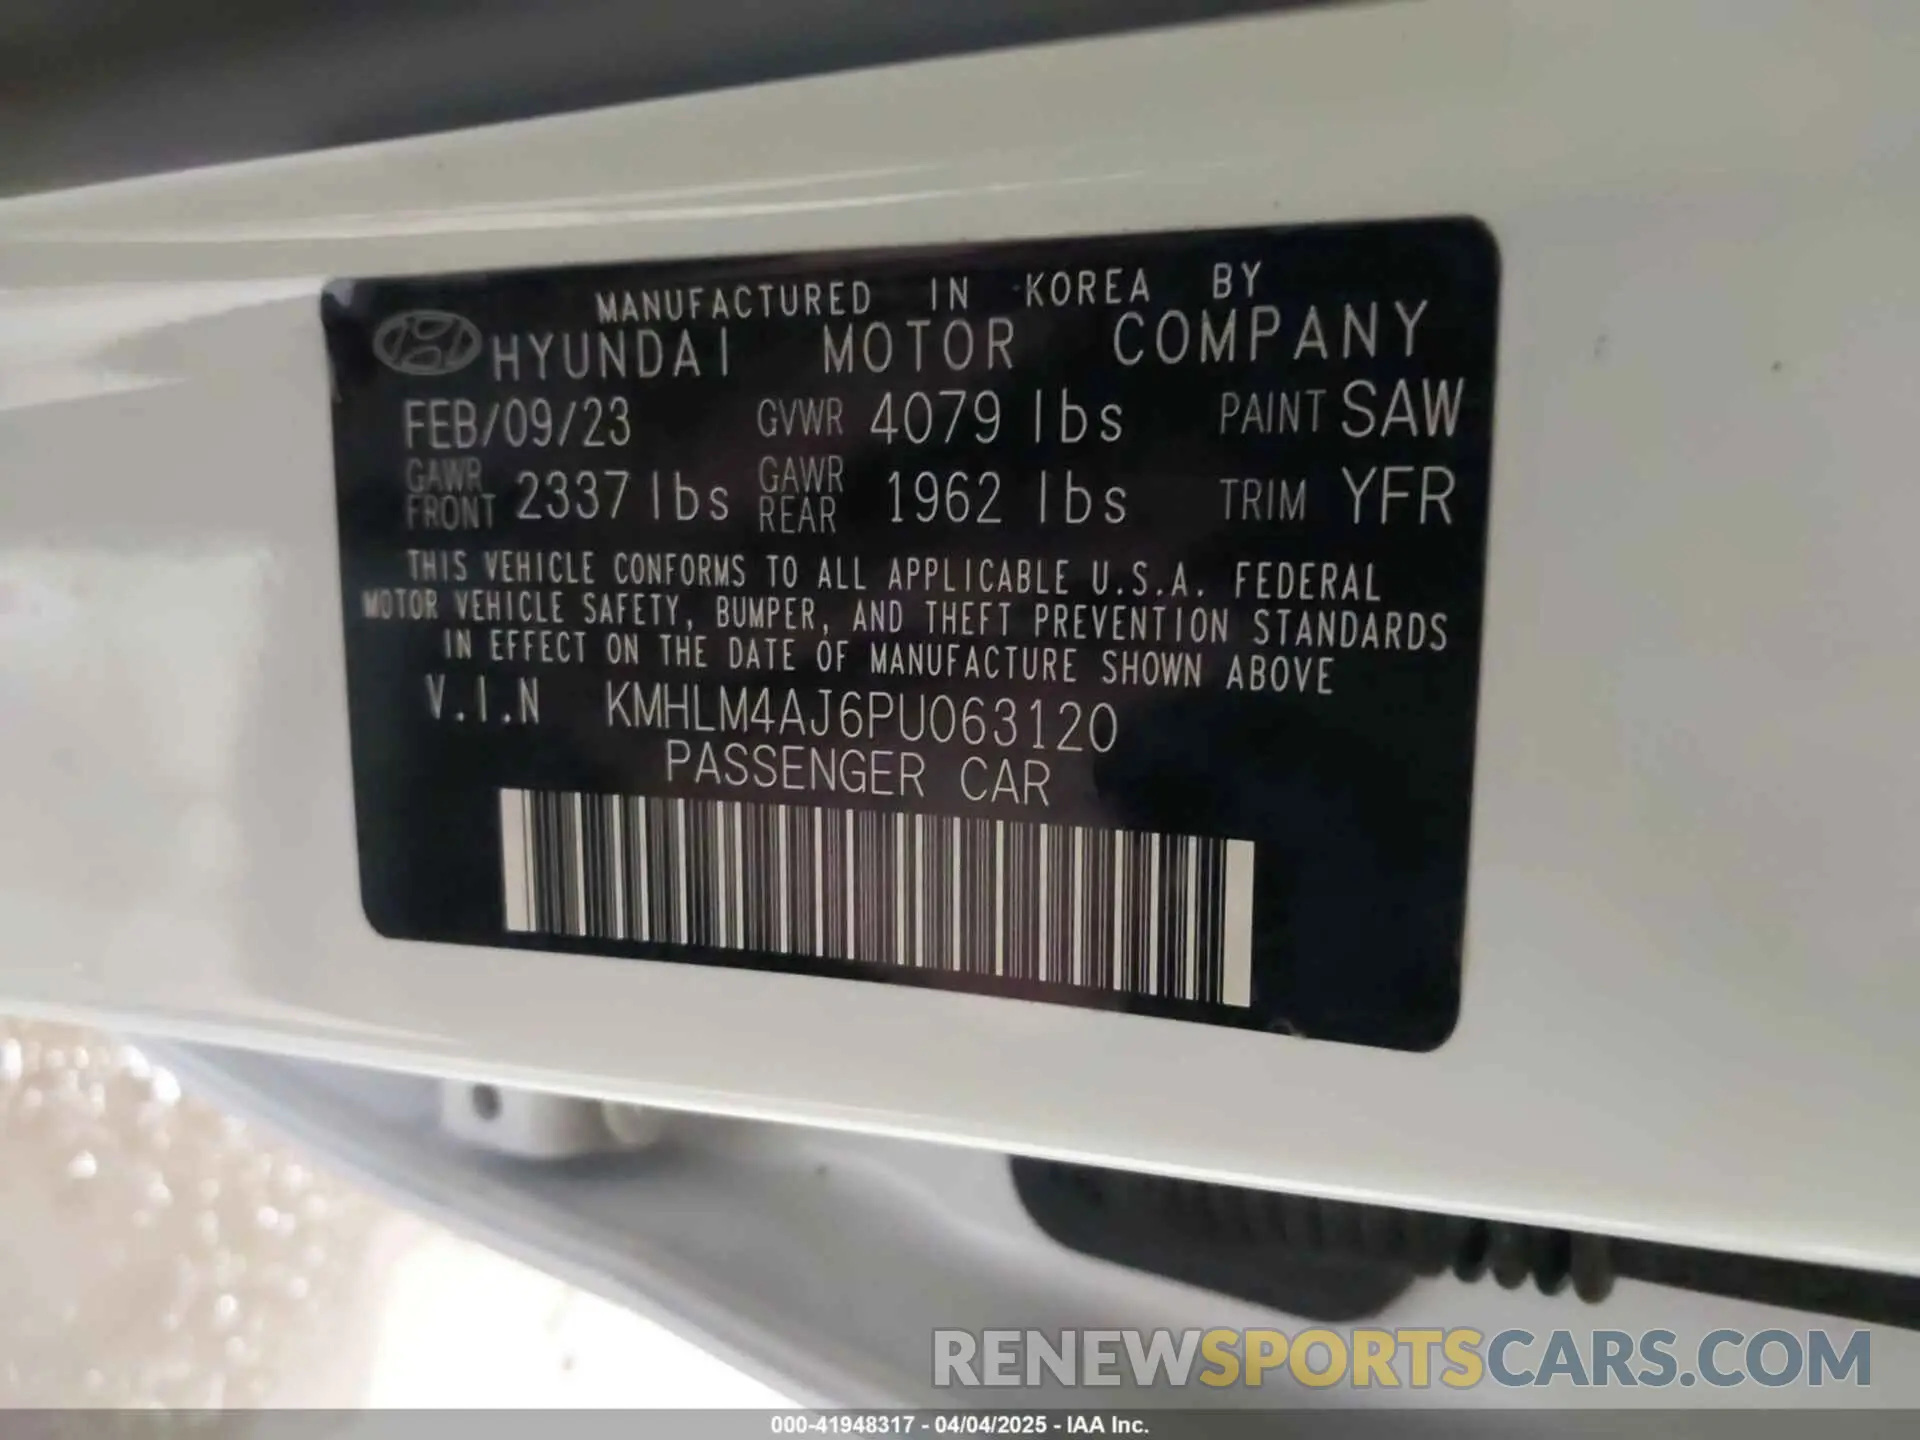 MANUFACTURED IN KOREA BY
HYUNDAI MOTOR COMPANY
FEB/09/23 GVWR 4079 lbs PAINT SAW
GAWR FRONT 2337 lbs GAWR REAR 1962 lbs TRIM YFR
THIS VEHICLE CONFORMS TO ALL APPLICABLE U.S.A. FEDERAL
MOTOR VEHICLE SAFETY, BUMPER, AND THEFT PREVENTION STANDARDS
IN EFFECT ON THE DATE OF MANUFACTURE SHOWN ABOVE
V.I.N KMHLM4AJ6PU063120
PASSENGER CAR
RENEWSPORTSCARS.COM
000-41948317 - 04/04/2025 - IAA Inc.